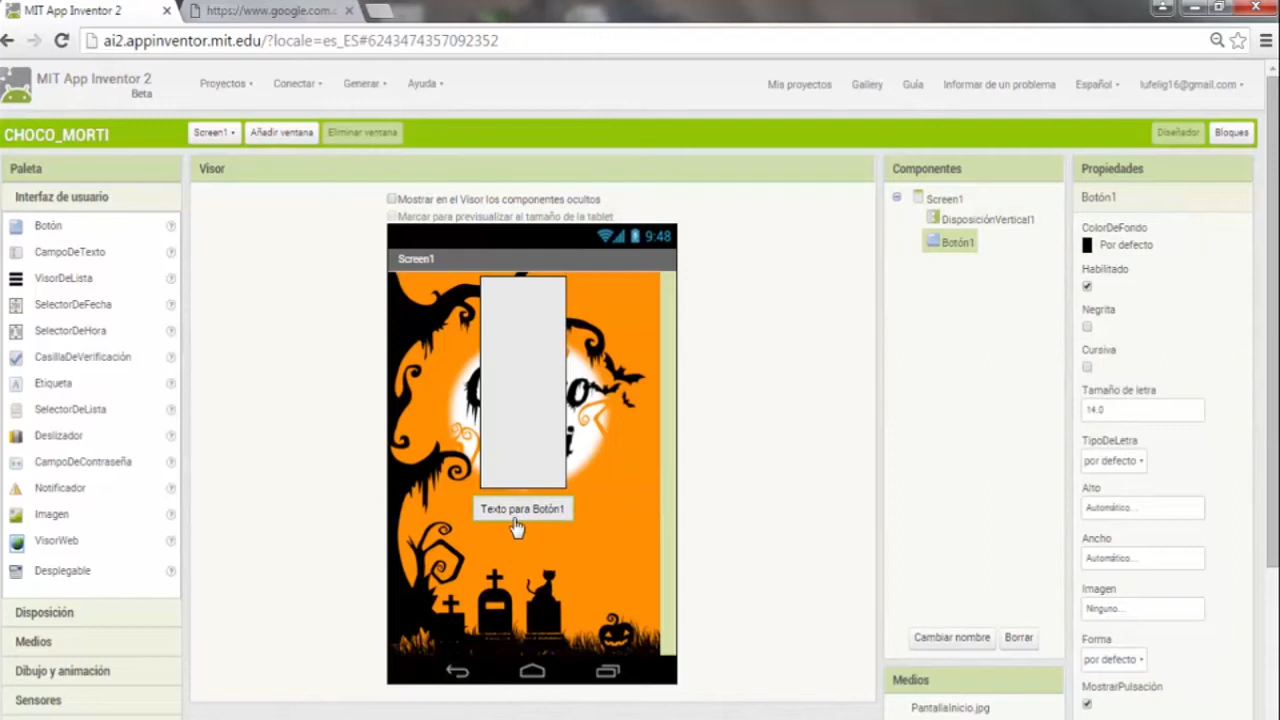 MIT App Inventor 2
https://www.google.com.c
ai2.appinventor.mit.edu/?locale=es_ES#6243474357092352
MIT App Inventor 2
Beta
Proyectos
Conectar
Generar
Ayuda
Mis proyectos
Gallery
Guía
Informar de un problema
Español
lufelig16@gmail.com
CHOCO_MORTI
Screen1
Añadir ventana
Eliminar ventana
Diseñador
Bloques
Paleta
Interfaz de usuario
Botón
CampoDeTexto
VisorDeLista
SelectorDeFecha
SelectorDeHora
CasillaDeVerificación
Etiqueta
SelectorDeLista
Deslizador
CampoDeContraseña
Notificador
Imagen
VisorWeb
Desplegable
Disposición
Medios
Dibujo y animación
Sensores
Visor
Mostrar en el Visor los componentes ocultos
Marcar para previsualizar al tamaño de la tablet
9:48
Screen1
Texto para Botón1
Componentes
Screen1
DisposiciónVertical1
Botón1
Cambiar nombre
Borrar
Medios
PantallaInicio.jpg
Propiedades
Botón1
ColorDeFondo
Por defecto
Habilitado
Negrita
Cursiva
Tamaño de letra
14.0
TipoDeLetra
por defecto
Alto
Automático...
Ancho
Automático...
Imagen
Ninguno...
Forma
por defecto
MostrarPulsación